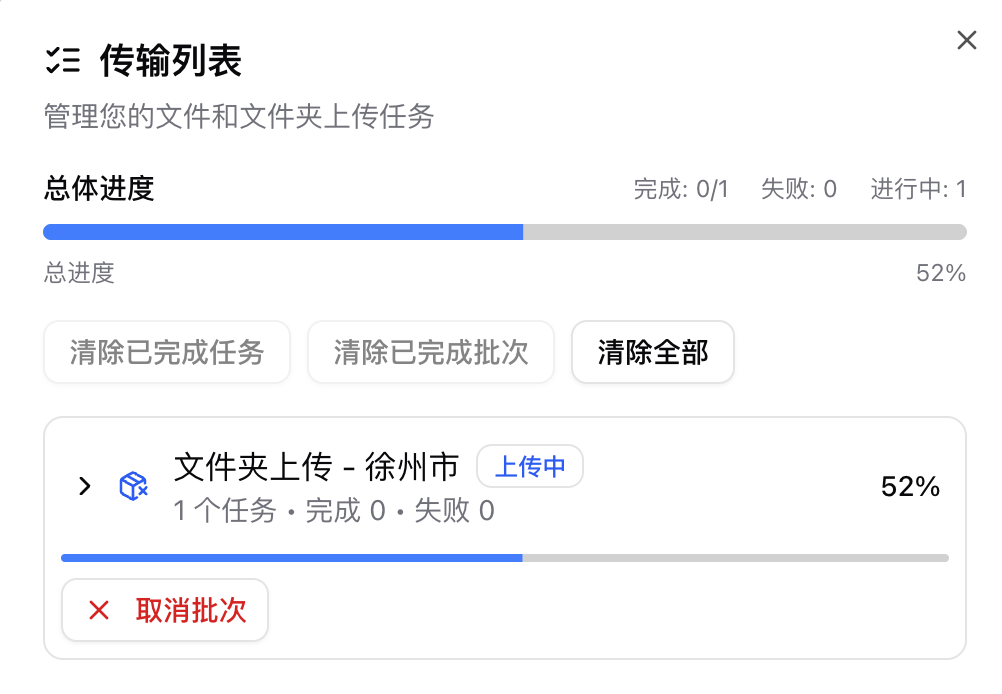 传输列表
管理您的文件和文件夹上传任务
总体进度 完成: 0/1 失败: 0 进行中: 1
总进度 52%
清除已完成任务 清除已完成批次 清除全部
文件夹上传 - 徐州市 上传中 52%
1 个任务 • 完成 0 • 失败 0
取消批次